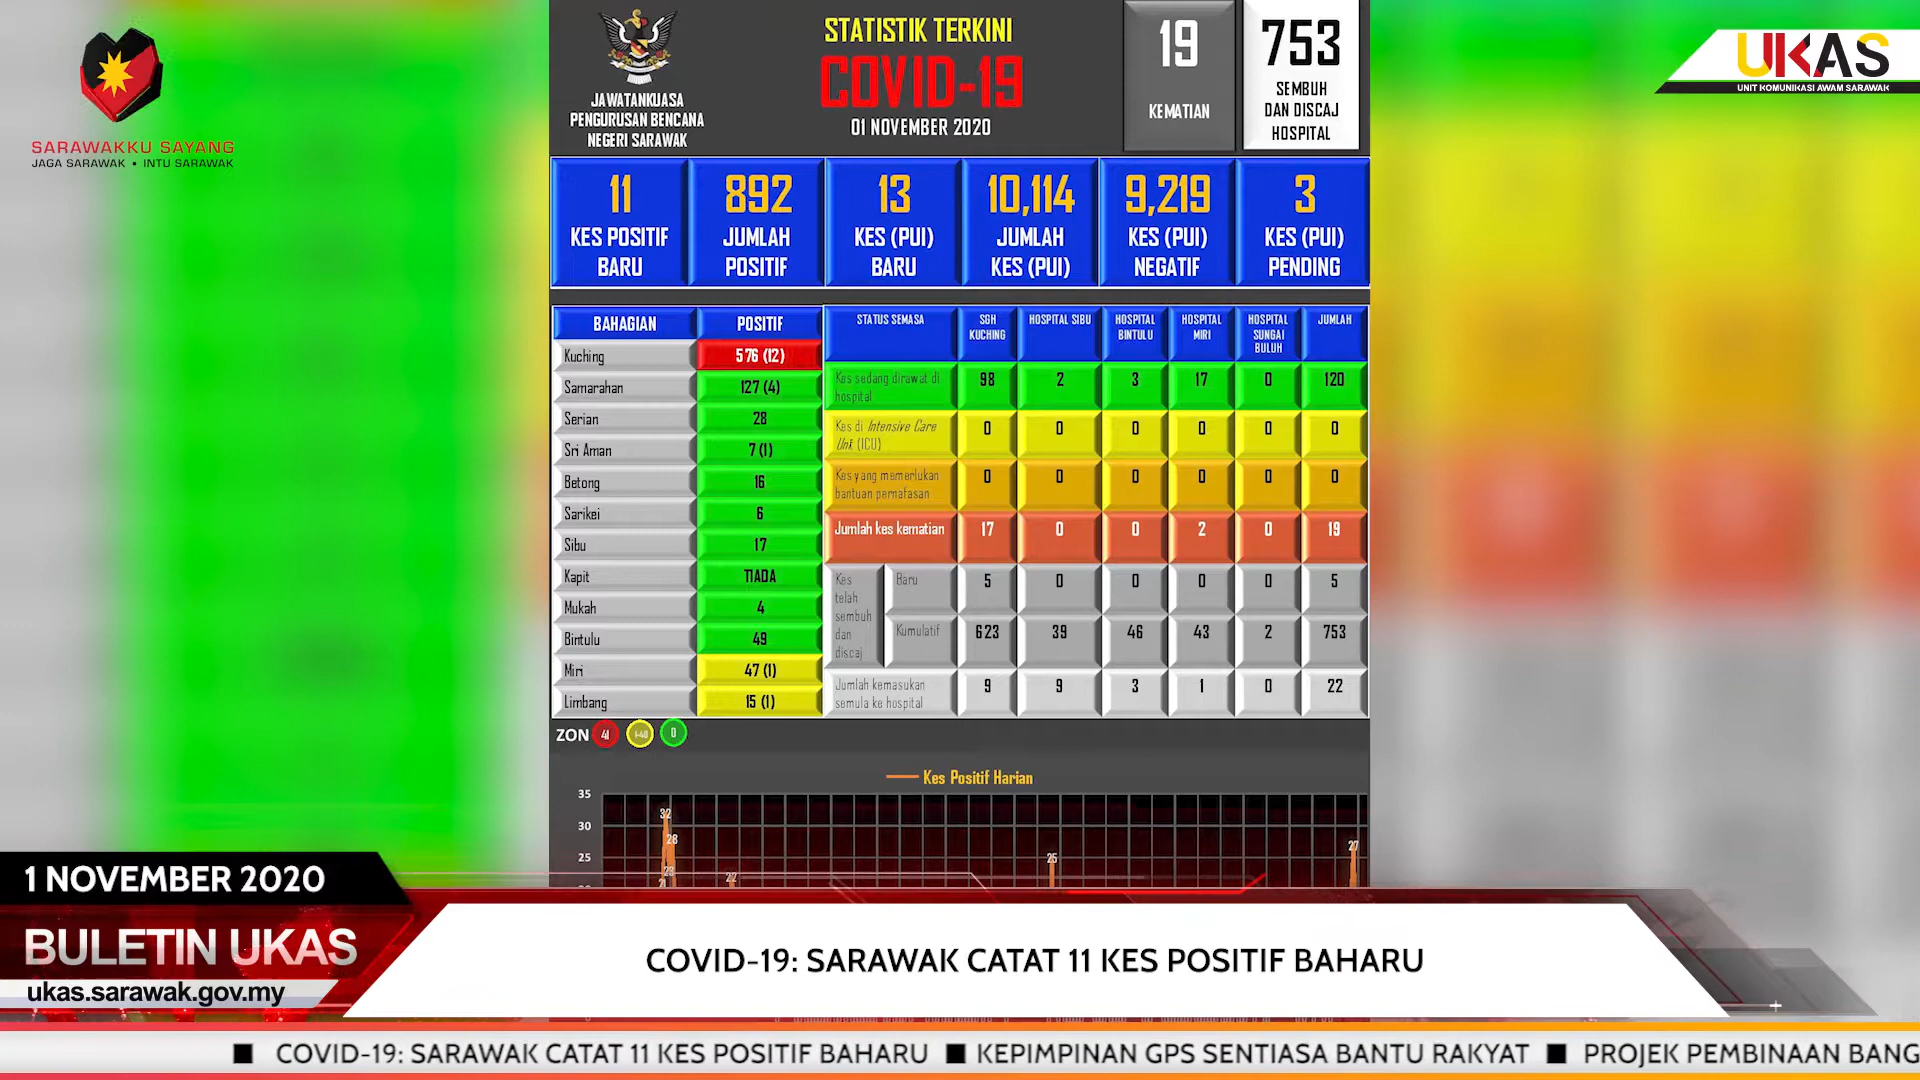 SARAWAKKU SAYANG
JAGA SARAWAK • INTU SARAWAK
JAWATANKUASA
PENGURUSAN BENCANA
NEGERI SARAWAK
STATISTIK TERKINI
COVID-19
01 NOVEMBER 2020
19
KEMATIAN
753
SEMBUH
DAN DISCAJ
HOSPITAL
UKAS
UNIT KOMUNIKASI AWAM SARAWAK
11
KES POSITIF
BARU
892
JUMLAH
POSITIF
13
KES (PUI)
BARU
10,114
JUMLAH
KES (PUI)
9,219
KES (PUI)
NEGATIF
3
KES (PUI)
PENDING
BAHAGIAN POSITIF
Kuching 576 (12)
Samarahan 127 (4)
Serian 28
Sri Aman 7 (1)
Betong 16
Sarikei 6
Sibu 17
Kapit TIADA
Mukah 4
Bintulu 49
Miri 47 (1)
Limbang 15 (1)
STATUS SEMASA
SGH
KUCHING
HOSPITAL SIBU
HOSPITAL
BINTULU
HOSPITAL
MIRI
HOSPITAL
SUNGAI
BULUH
JUMLAH
Kes sedang dirawat di
hospital
98 2 3 17 0 120
Kes di Intensive Care
Unit (ICU)
0 0 0 0 0 0
Kes yang memerlukan
bantuan pernafasan
0 0 0 0 0 0
Jumlah kes kematian 17 0 0 2 0 19
Kes
telah
sembuh
dan
discaj
Baru 5 0 0 0 0 5
Kumulatif 623 39 46 43 2 753
Jumlah kemasukan
semula ke hospital
9 9 3 1 0 22
ZON 41 1-40 0
Kes Positif Harian
35
30
25
32
28
22
25
27
1 NOVEMBER 2020
BULETIN UKAS
ukas.sarawak.gov.my
COVID-19: SARAWAK CATAT 11 KES POSITIF BAHARU
■ COVID-19: SARAWAK CATAT 11 KES POSITIF BAHARU ■ KEPIMPINAN GPS SENTIASA BANTU RAKYAT ■ PROJEK PEMBINAAN BANG